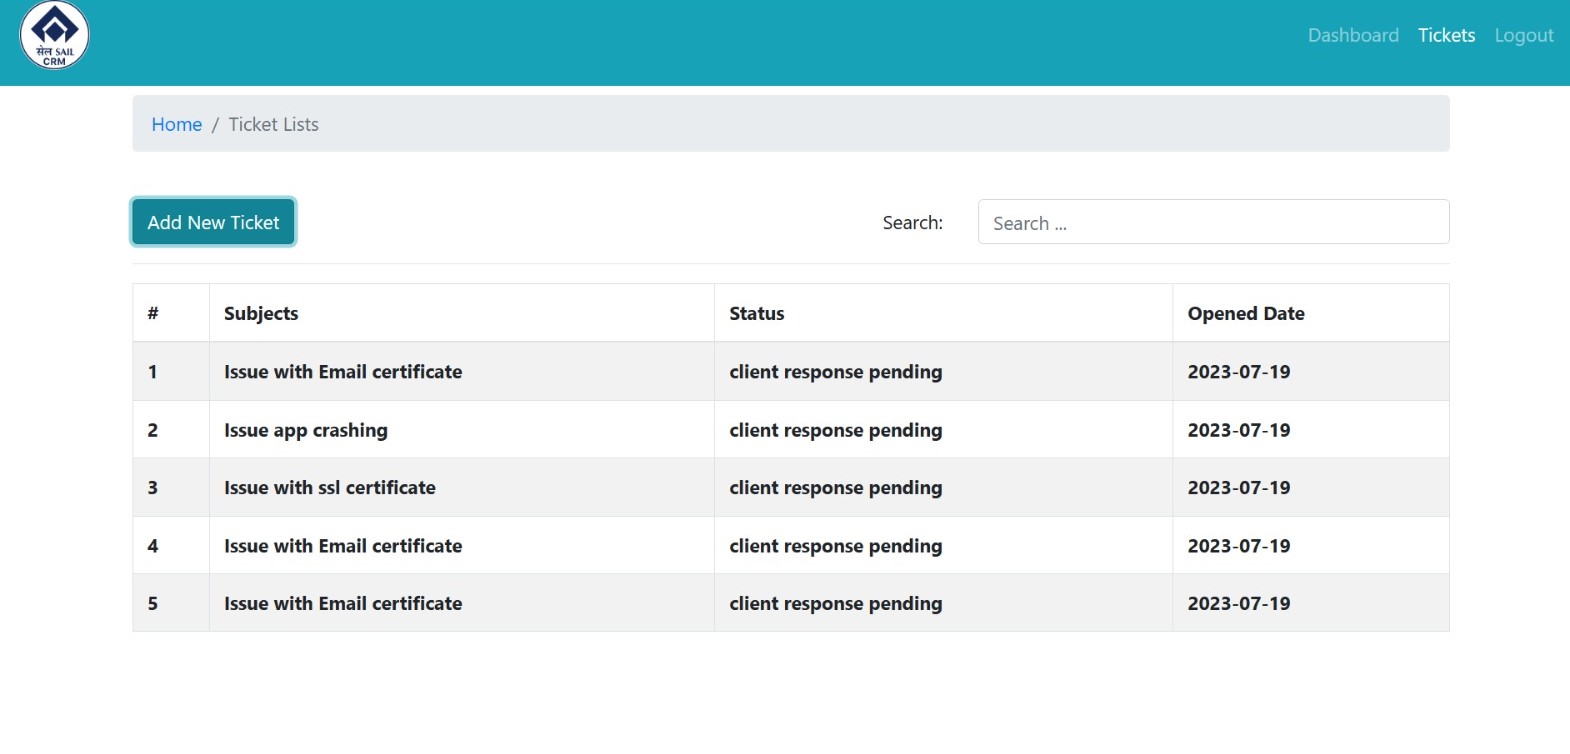 सेल SAIL
CRM
Dashboard Tickets Logout
Home / Ticket Lists
Add New Ticket Search: Search ...
# Subjects Status Opened Date
1 Issue with Email certificate client response pending 2023-07-19
2 Issue app crashing client response pending 2023-07-19
3 Issue with ssl certificate client response pending 2023-07-19
4 Issue with Email certificate client response pending 2023-07-19
5 Issue with Email certificate client response pending 2023-07-19